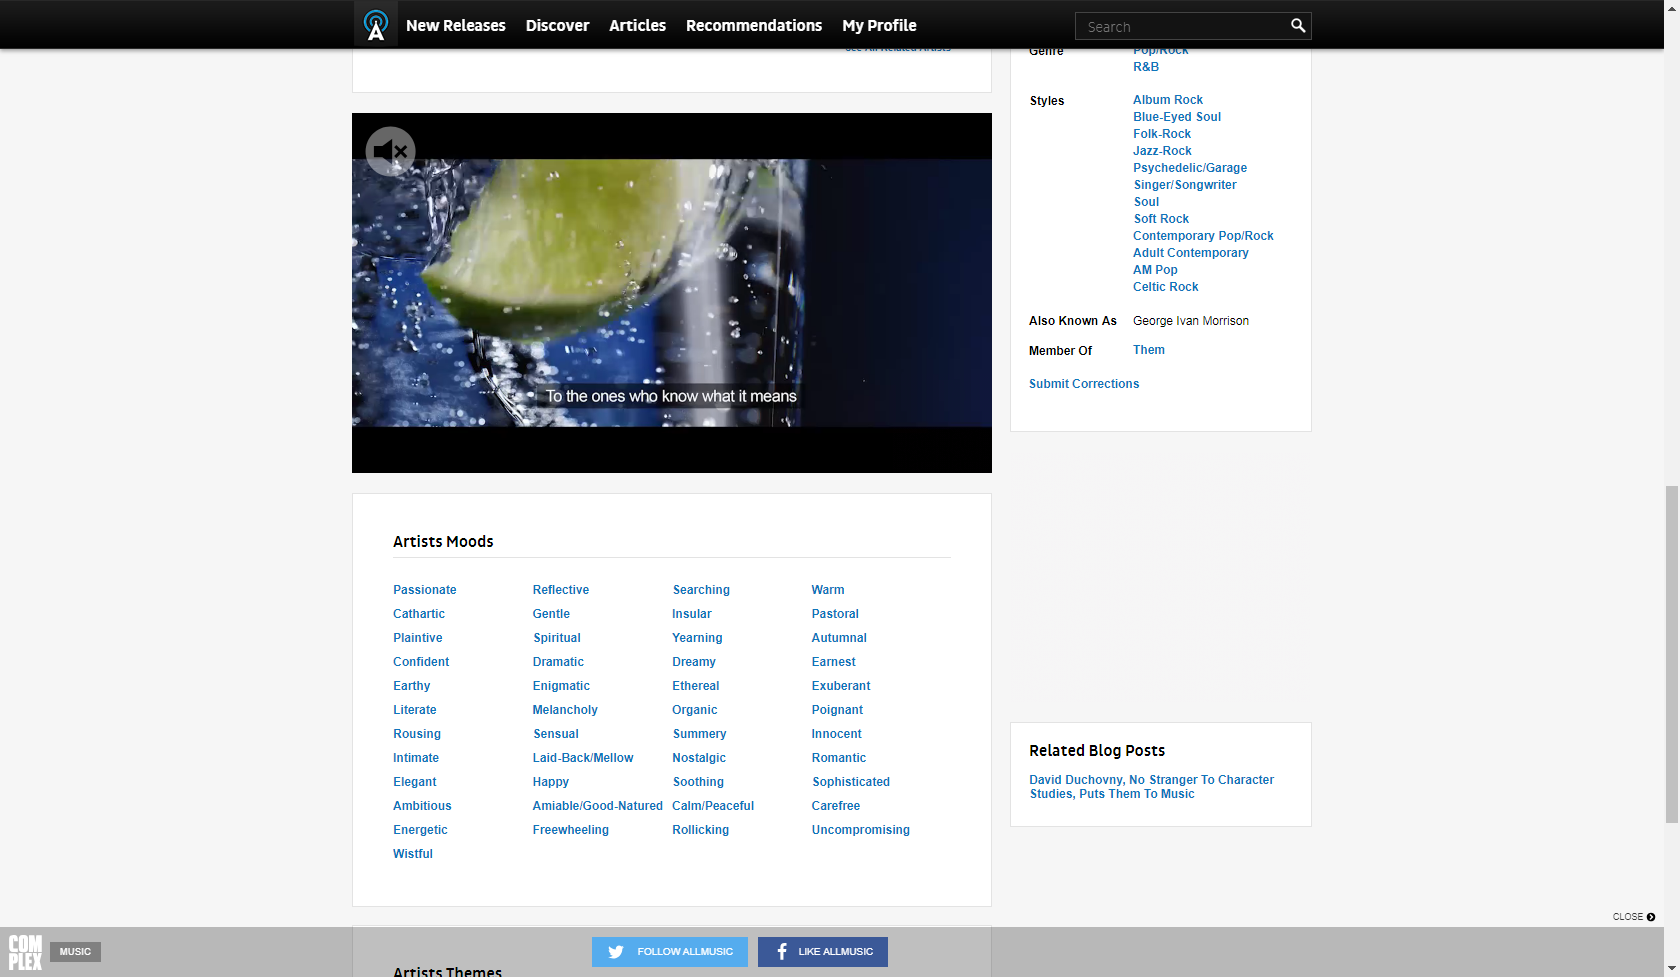 New Releases
Discover
Articles
Recommendations
My Profile
Search
See All Related Artists
Genre
Pop/Rock
R&B
Styles
Album Rock
Blue-Eyed Soul
Folk-Rock
Jazz-Rock
Psychedelic/Garage
Singer/Songwriter
Soul
Soft Rock
Contemporary Pop/Rock
Adult Contemporary
AM Pop
Celtic Rock
Also Known As
George Ivan Morrison
Member Of
Them
Submit Corrections
To the ones who know what it means
Artists Moods
Passionate
Reflective
Searching
Warm
Cathartic
Gentle
Insular
Pastoral
Plaintive
Spiritual
Yearning
Autumnal
Confident
Dramatic
Dreamy
Earnest
Earthy
Enigmatic
Ethereal
Exuberant
Literate
Melancholy
Organic
Poignant
Rousing
Sensual
Summery
Innocent
Intimate
Laid-Back/Mellow
Nostalgic
Romantic
Elegant
Happy
Soothing
Sophisticated
Ambitious
Amiable/Good-Natured
Calm/Peaceful
Carefree
Energetic
Freewheeling
Rollicking
Uncompromising
Wistful
Related Blog Posts
David Duchovny, No Stranger To Character
Studies, Puts Them To Music
CLOSE
COM
PLEX
MUSIC
FOLLOW ALLMUSIC
LIKE ALLMUSIC
Artists Themes